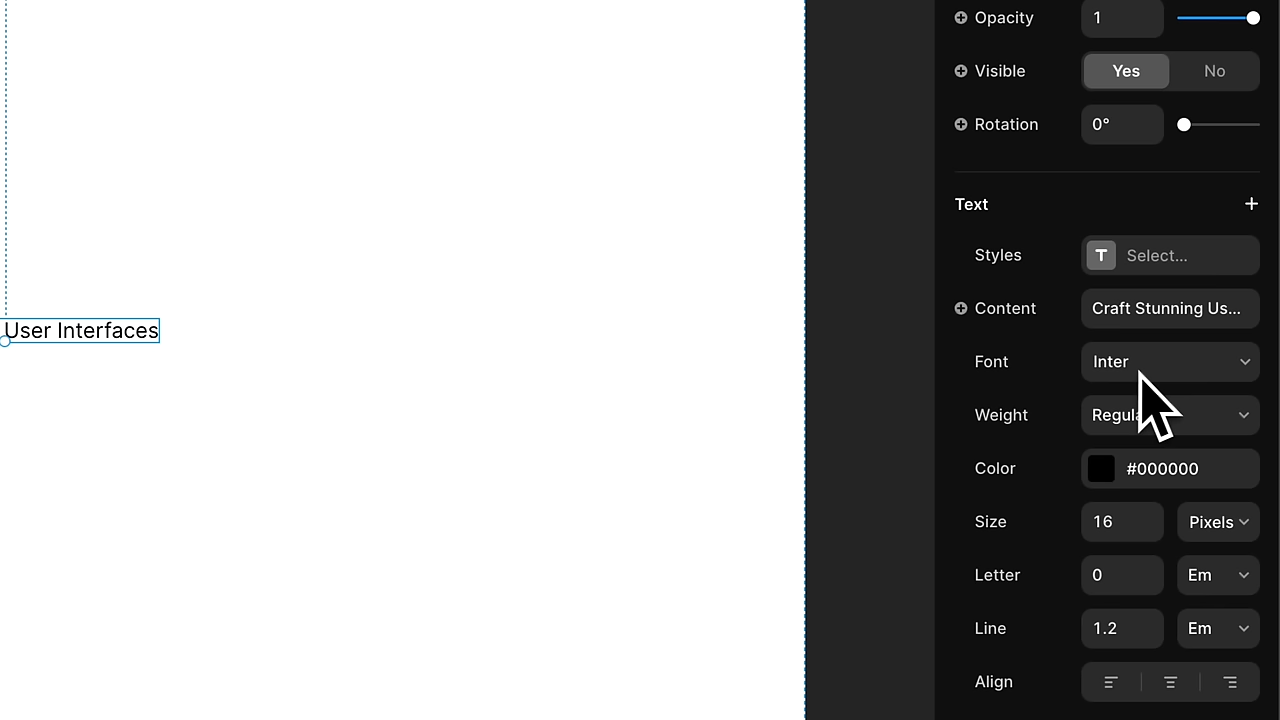 Opacity 1
Visible Yes No
Rotation 0°
Text
Styles T Select...
User Interfaces
Content Craft Stunning Us...
Font Inter
Weight
Color #000000
Size 16 Pixels
Letter 0 Em
Line 1.2 Em
Align